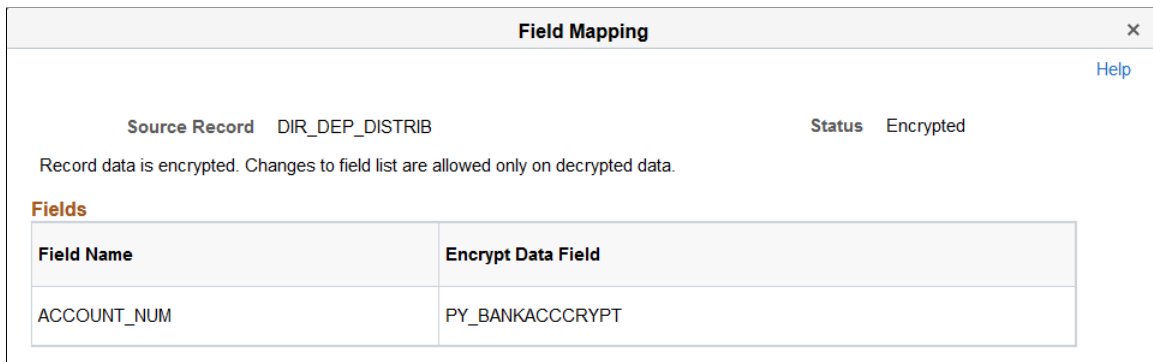 Field Mapping ×
Help
Source Record DIR_DEP_DISTRIB Status Encrypted
Record data is encrypted. Changes to field list are allowed only on decrypted data.
Fields
Field Name Encrypt Data Field
ACCOUNT_NUM PY_BANKACCCRYPT